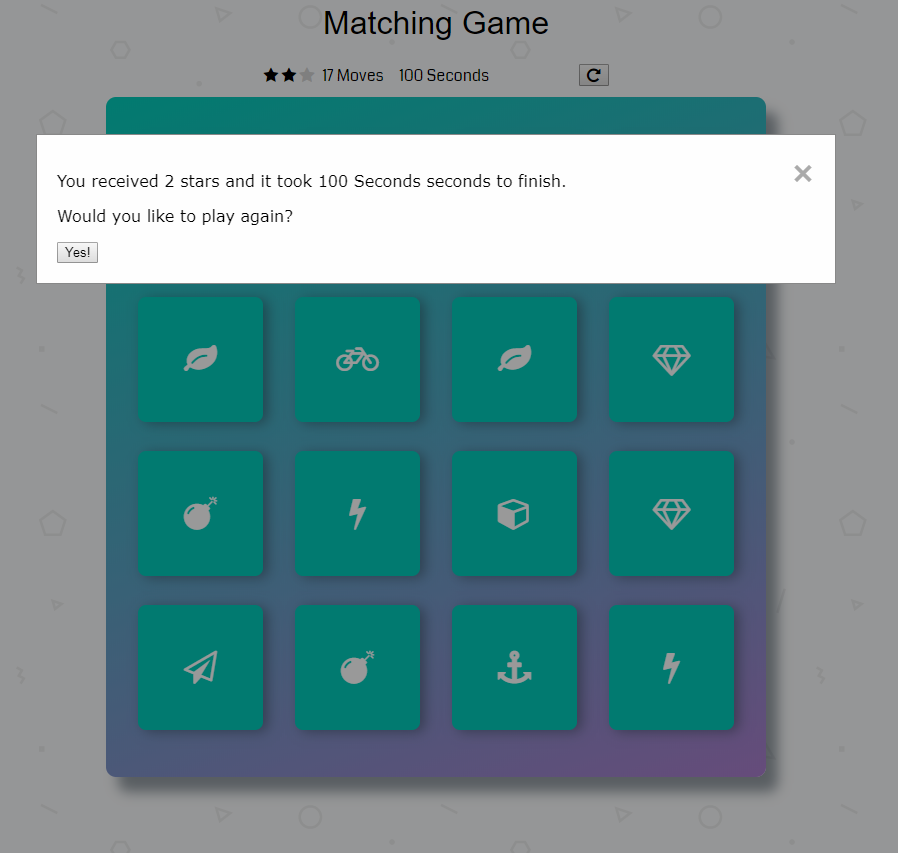 Matching Game
17 Moves 100 Seconds
You received 2 stars and it took 100 Seconds seconds to finish.
Would you like to play again?
Yes!